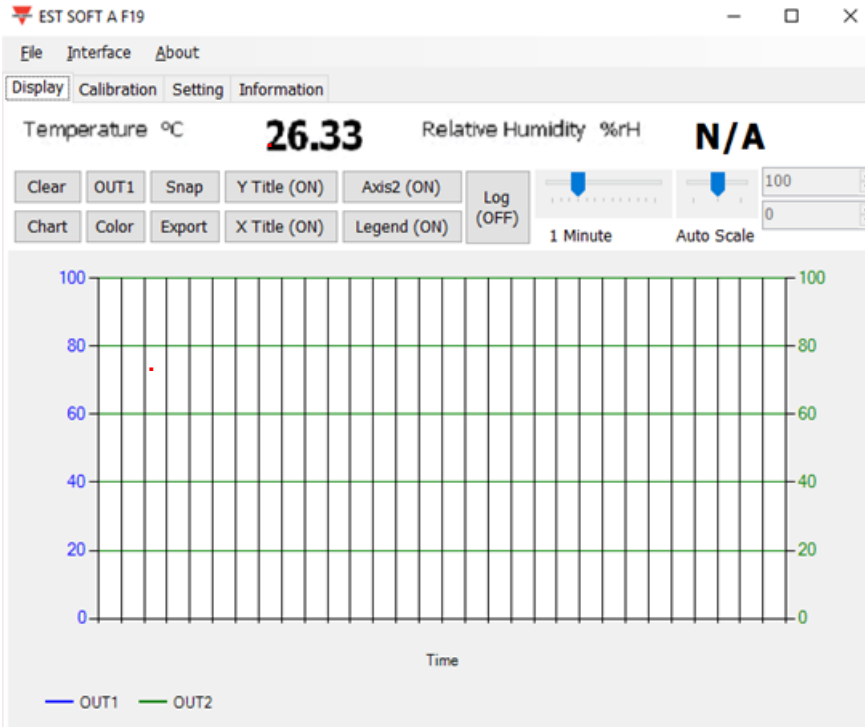 EST SOFT A F19
File Interface About
Display Calibration Setting Information
Temperature ºC 26.33 Relative Humidity %rH N/A
Clear OUT1 Snap Y Title (ON) Axis2 (ON) Log (OFF) 100
Chart Color Export X Title (ON) Legend (ON) 1 Minute Auto Scale 0
100 100
80 80
60 60
40 40
20 20
0 0
Time
OUT1 OUT2